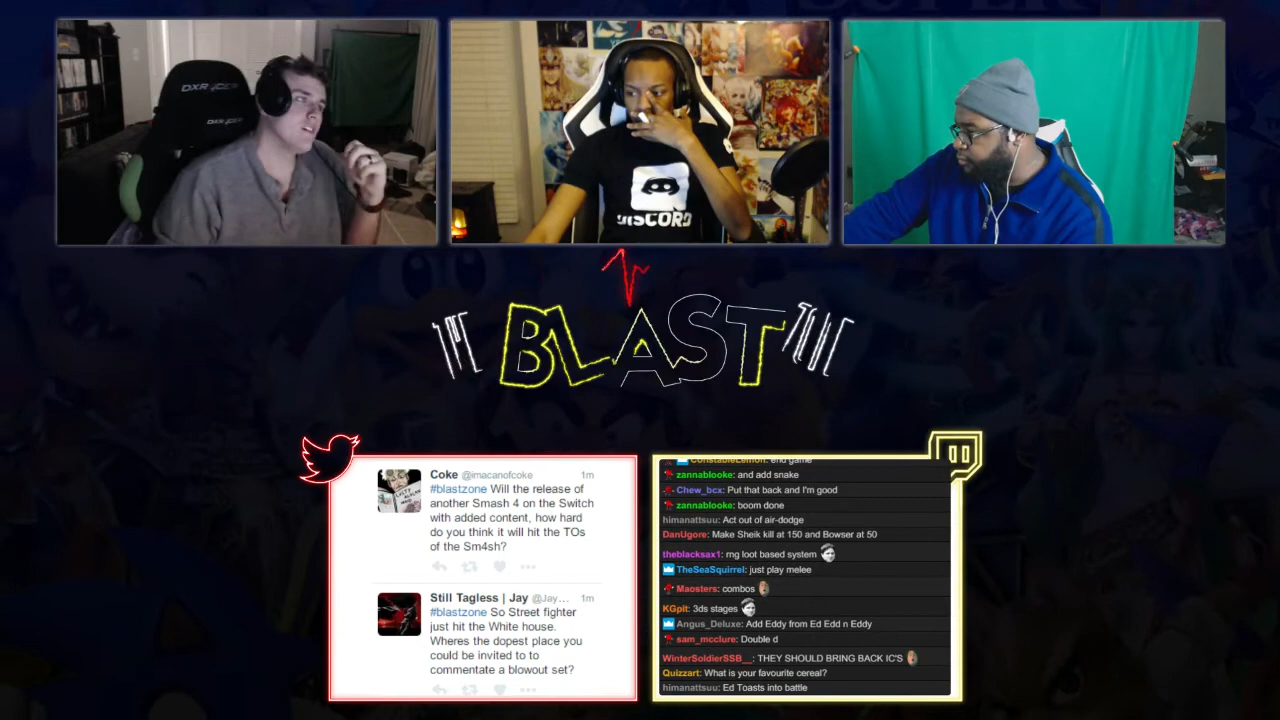 DXRACER
DXRACER
DISCORD
BLAST
Coke @imacanofcoke 1m
#blastzone Will the release of
another Smash 4 on the Switch
with added content, how hard
do you think it will hit the TOs
of the Sm4sh?
Still Tagless | Jay @Jay... 1m
#blastzone So Street fighter
just hit the White house.
Wheres the dopest place you
could be invited to to
commentate a blowout set?
ConstableLemon: end game
zannablooke: and add snake
Chew_bcx: Put that back and I'm good
zannablooke: boom done
himanattsuu: Act out of air-dodge
DanUgore: Make Sheik kill at 150 and Bowser at 50
theblacksax1: rng loot based system
TheSeaSquirrel: just play melee
Maosters: combos
KGpit: 3ds stages
Angus_Deluxe: Add Eddy from Ed Edd n Eddy
sam_mcclure: Double d
WinterSoldierSSB__: THEY SHOULD BRING BACK IC'S
Quizzart: What is your favourite cereal?
himanattsuu: Ed Toasts into battle